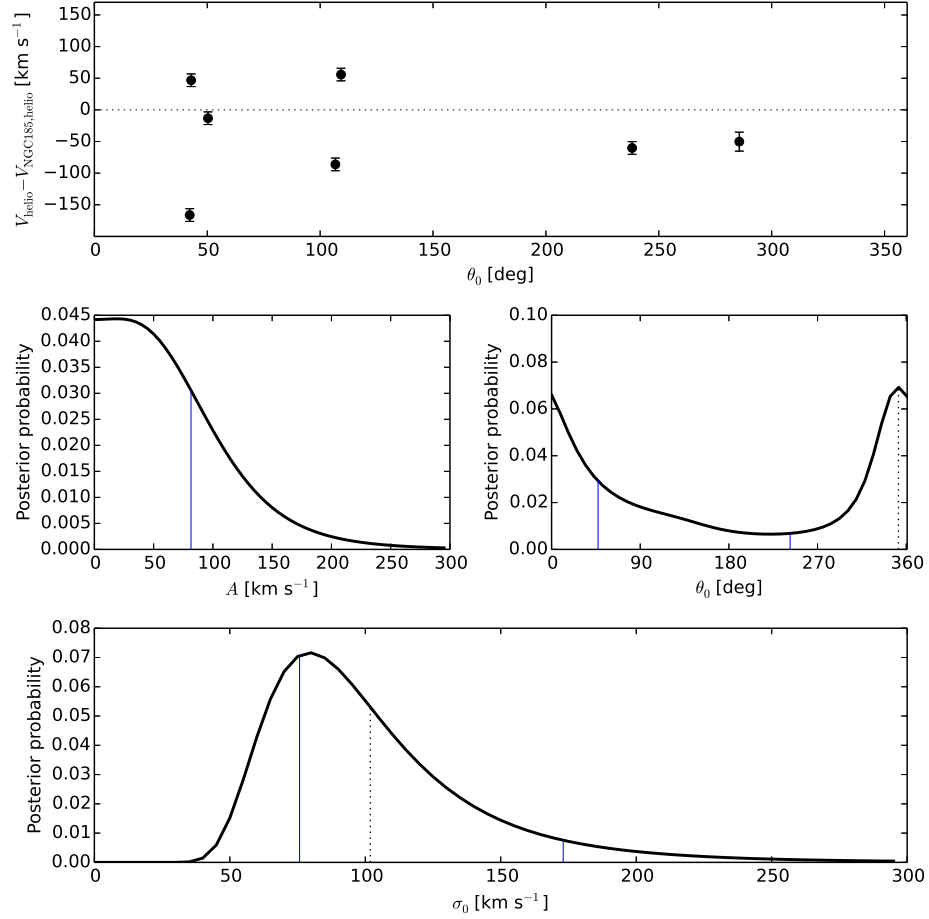 V_helio−V_NGC185,helio [km s⁻¹]
150
100
50
0
−50
−100
−150
0 50 100 150 200 250 300 350
θ₀ [deg]
Posterior probability
0.045
0.040
0.035
0.030
0.025
0.020
0.015
0.010
0.005
0.000
0 50 100 150 200 250 300
A [km s⁻¹]
Posterior probability
0.10
0.08
0.06
0.04
0.02
0.00
0 90 180 270 360
θ₀ [deg]
Posterior probability
0.08
0.07
0.06
0.05
0.04
0.03
0.02
0.01
0.00
0 50 100 150 200 250 300
σ₀ [km s⁻¹]